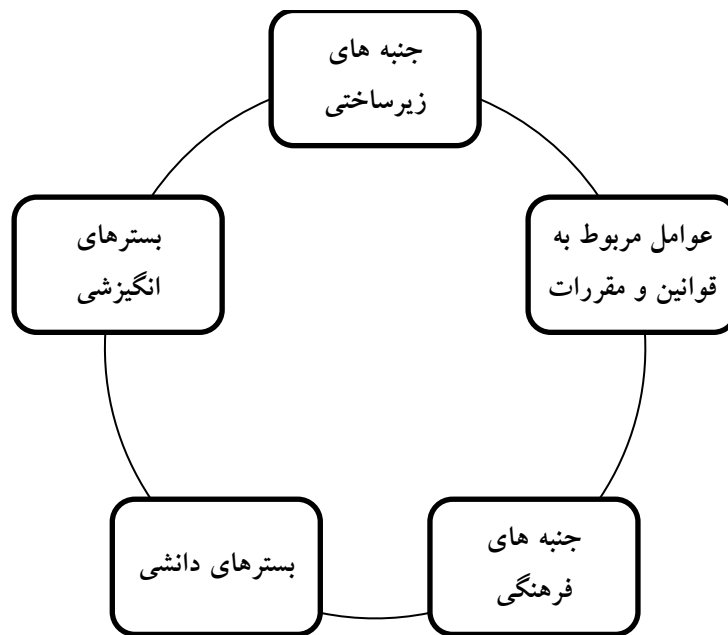 جنبه های
زیرساختی
عوامل مربوط به
قوانین و مقررات
بسترهای
انگیزشی
جنبه های
فرهنگی
بسترهای دانشی